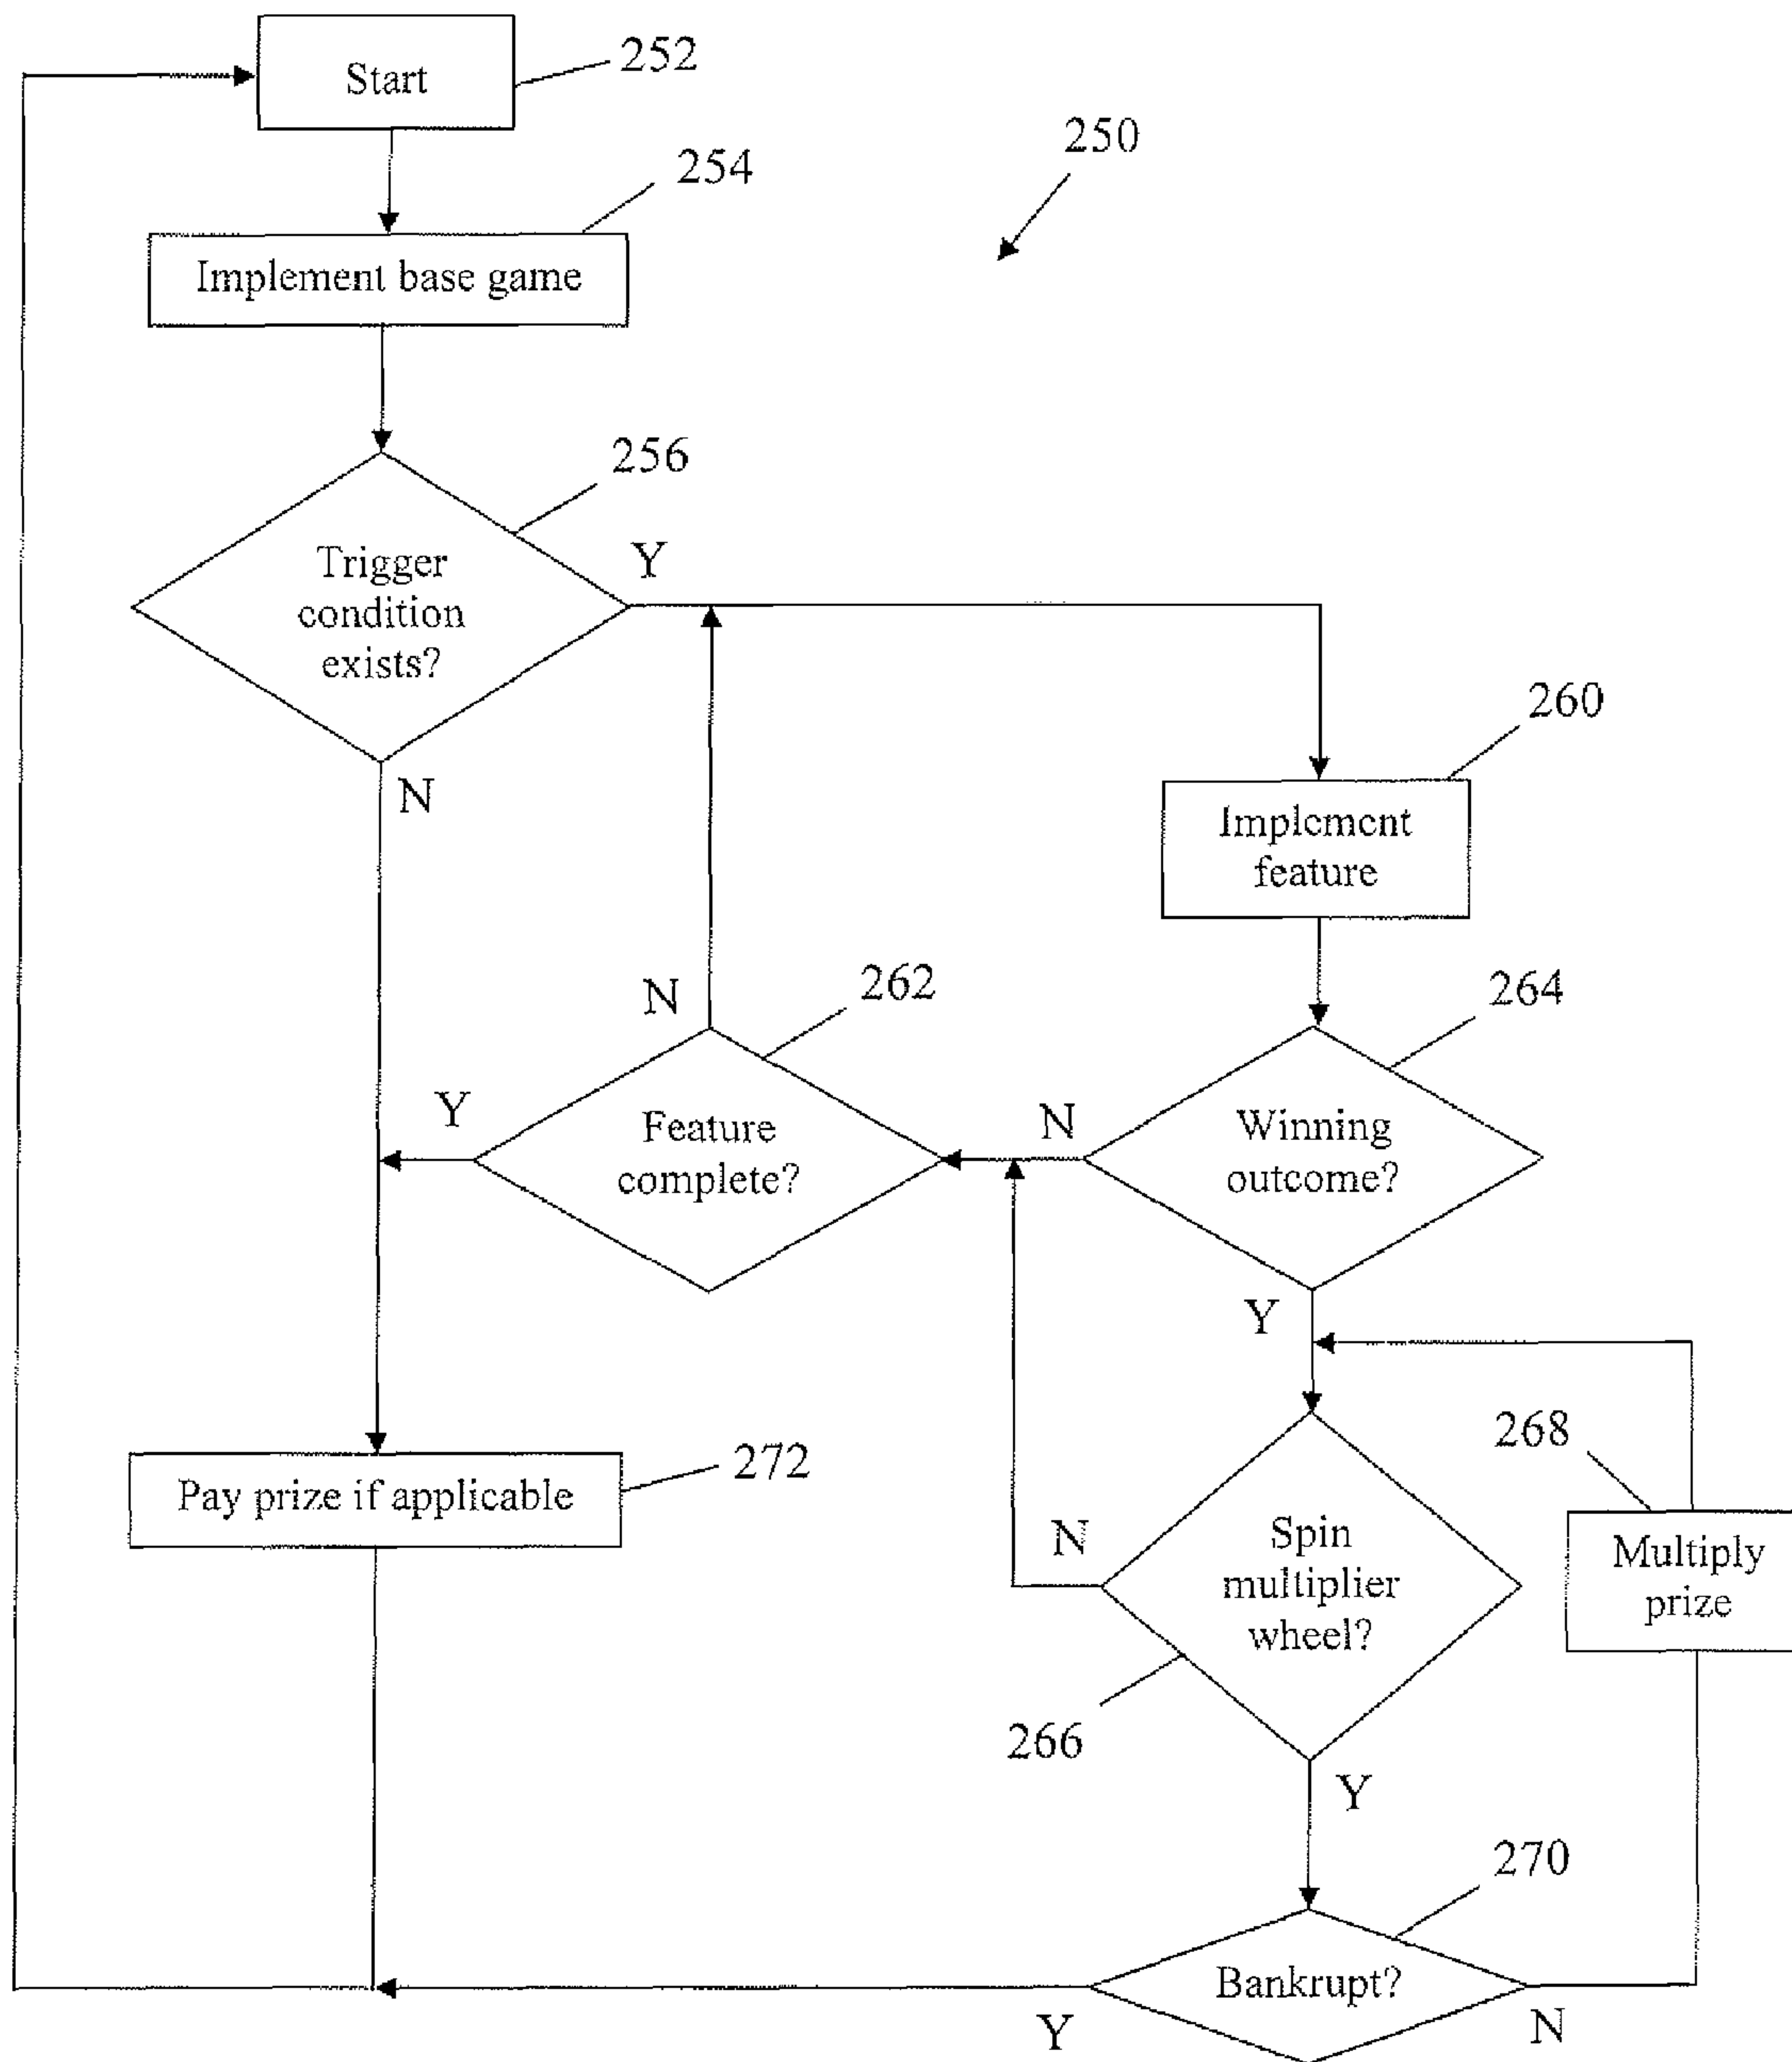 Start
252
250
254
Implement base game
256
Trigger
condition
exists?
Y
N
260
Implement
feature
262
N
Y
Feature
complete?
264
N
Winning
outcome?
Y
272
Pay prize if applicable
268
Multiply
prize
N
Spin
multiplier
wheel?
266
Y
270
Bankrupt?
Y
N